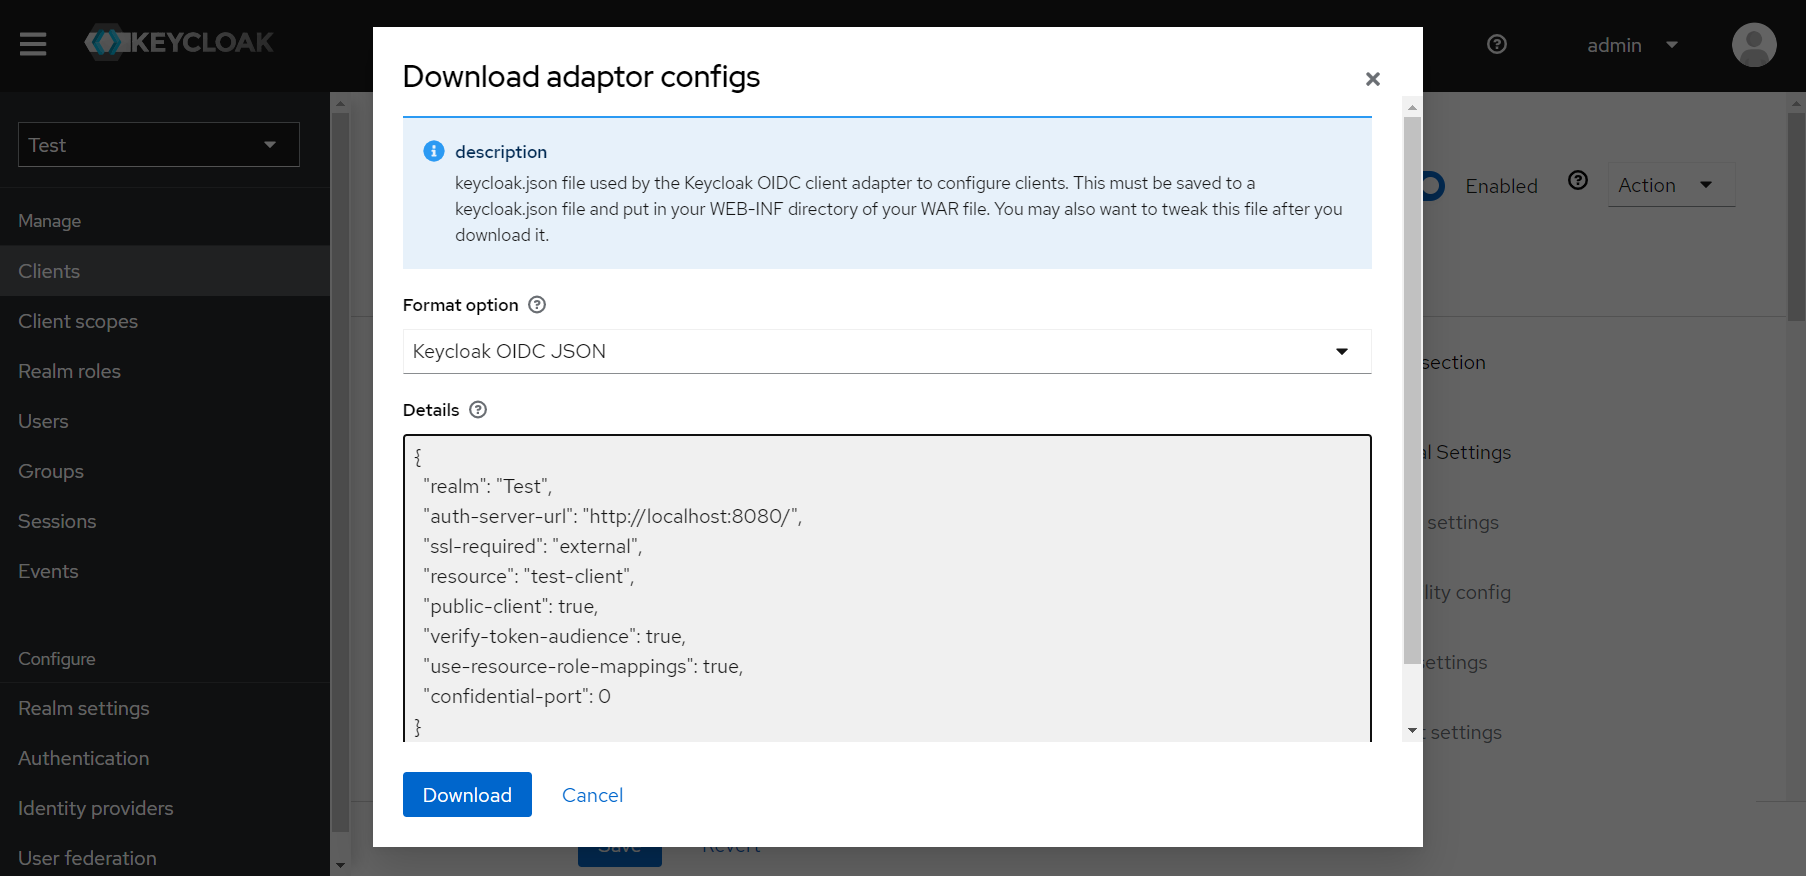 KEYCLOAK
admin
Test
Manage
Clients
Client scopes
Realm roles
Users
Groups
Sessions
Events
Configure
Realm settings
Authentication
Identity providers
User federation
Download adaptor configs
description
keycloak.json file used by the Keycloak OIDC client adapter to configure clients. This must be saved to a
keycloak.json file and put in your WEB-INF directory of your WAR file. You may also want to tweak this file after you
download it.
Format option
Keycloak OIDC JSON
Details
{
"realm": "Test",
"auth-server-url": "http://localhost:8080/",
"ssl-required": "external",
"resource": "test-client",
"public-client": true,
"verify-token-audience": true,
"use-resource-role-mappings": true,
"confidential-port": 0
}
Download
Cancel
Enabled
Action
section
Settings
settings
config
settings
Save
Revert